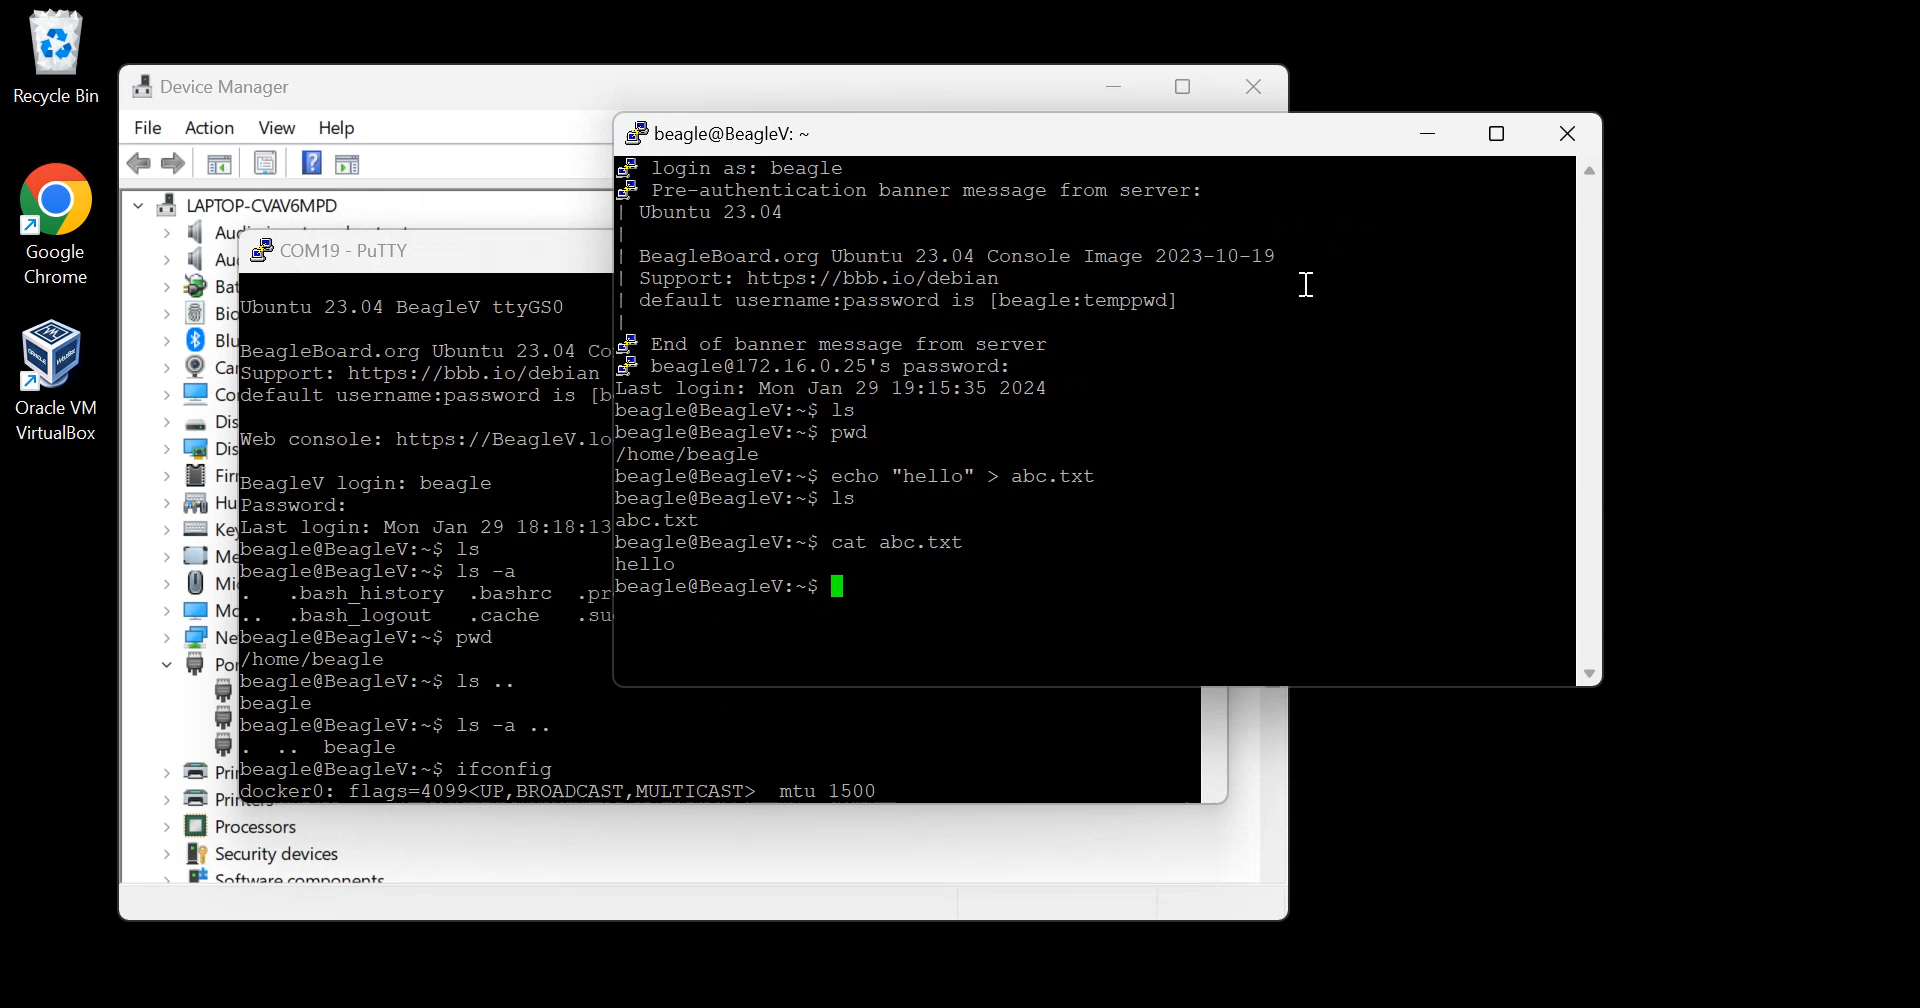 Recycle Bin
Google
Chrome
Oracle VM
VirtualBox
Device Manager
File Action View Help
LAPTOP-CVAV6MPD
Processors
Security devices
Software components
COM19 - PuTTY
Ubuntu 23.04 BeagleV ttyGS0
BeagleBoard.org Ubuntu 23.04 Co
Support: https://bbb.io/debian
default username:password is [b
Web console: https://BeagleV.lo
BeagleV login: beagle
Password:
Last login: Mon Jan 29 18:18:13
beagle@BeagleV:~$ ls
beagle@BeagleV:~$ ls -a
. .bash_history .bashrc .pr
.. .bash_logout .cache .su
beagle@BeagleV:~$ pwd
/home/beagle
beagle@BeagleV:~$ ls ..
beagle
beagle@BeagleV:~$ ls -a ..
. .. beagle
beagle@BeagleV:~$ ifconfig
docker0: flags=4099<UP,BROADCAST,MULTICAST> mtu 1500
beagle@BeagleV: ~
login as: beagle
Pre-authentication banner message from server:
| Ubuntu 23.04
|
| BeagleBoard.org Ubuntu 23.04 Console Image 2023-10-19
| Support: https://bbb.io/debian
| default username:password is [beagle:temppwd]
|
End of banner message from server
beagle@172.16.0.25's password:
Last login: Mon Jan 29 19:15:35 2024
beagle@BeagleV:~$ ls
beagle@BeagleV:~$ pwd
/home/beagle
beagle@BeagleV:~$ echo "hello" > abc.txt
beagle@BeagleV:~$ ls
abc.txt
beagle@BeagleV:~$ cat abc.txt
hello
beagle@BeagleV:~$